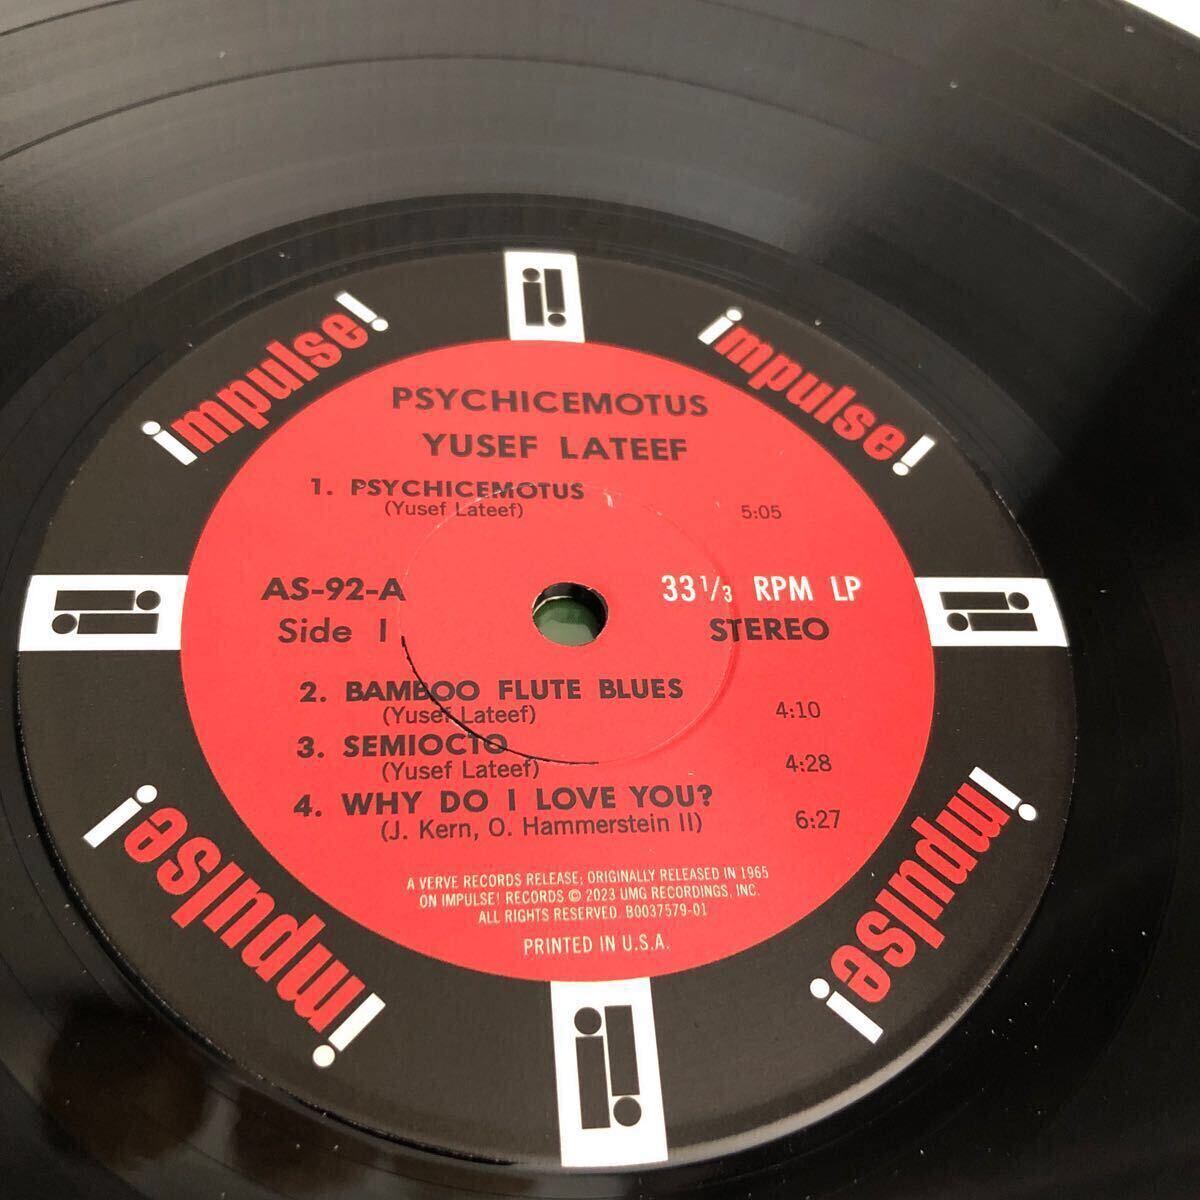 impulse!
impulse!
PSYCHICEMOTUS
YUSEF LATEEF
1. PSYCHICEMOTUS
(Yusef Lateef)
5:05
AS-92-A
33 1/3 RPM LP
Side 1
STEREO
2. BAMBOO FLUTE BLUES
(Yusef Lateef)
4:10
3. SEMIOCTO
(Yusef Lateef)
4:28
4. WHY DO I LOVE YOU?
(J. Kern, O. Hammerstein II)
6:27
A VERVE RECORDS RELEASE; ORIGINALLY RELEASED IN 1965
ON IMPULSE! RECORDS © 2023 UMG RECORDINGS, INC.
ALL RIGHTS RESERVED. B0037579-01
PRINTED IN U.S.A.
impulse!
impulse!